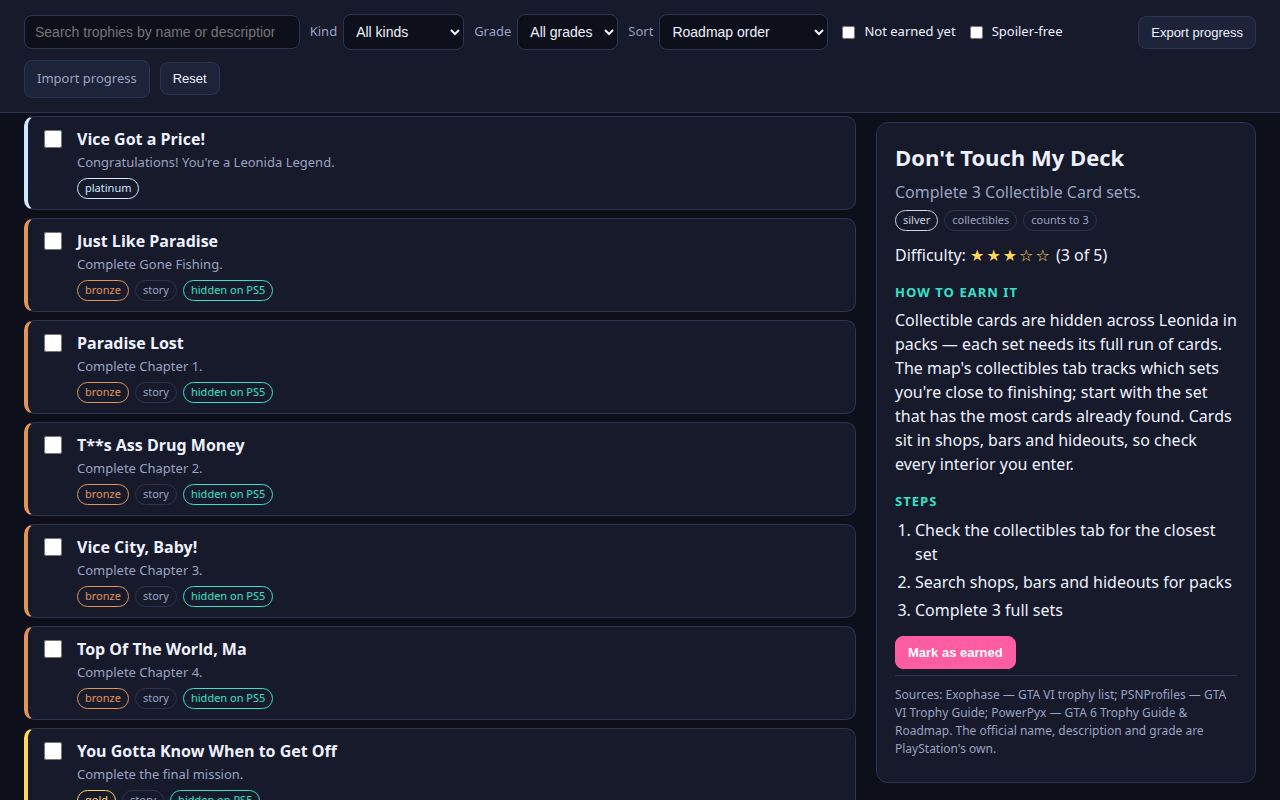 Search trophies by name or description
Kind
All kinds
Grade
All grades
Sort
Roadmap order
Not earned yet
Spoiler-free
Export progress
Import progress
Reset
Vice Got a Price!
Congratulations! You're a Leonida Legend.
platinum
Just Like Paradise
Complete Gone Fishing.
bronze story hidden on PS5
Paradise Lost
Complete Chapter 1.
bronze story hidden on PS5
T**s Ass Drug Money
Complete Chapter 2.
bronze story hidden on PS5
Vice City, Baby!
Complete Chapter 3.
bronze story hidden on PS5
Top Of The World, Ma
Complete Chapter 4.
bronze story hidden on PS5
You Gotta Know When to Get Off
Complete the final mission.
gold story hidden on PS5
Don't Touch My Deck
Complete 3 Collectible Card sets.
silver collectibles counts to 3
Difficulty: ★★★☆☆ (3 of 5)
HOW TO EARN IT
Collectible cards are hidden across Leonida in
packs — each set needs its full run of cards.
The map's collectibles tab tracks which sets
you're close to finishing; start with the set
that has the most cards already found. Cards
sit in shops, bars and hideouts, so check
every interior you enter.
STEPS
1. Check the collectibles tab for the closest
set
2. Search shops, bars and hideouts for packs
3. Complete 3 full sets
Mark as earned
Sources: Exophase — GTA VI trophy list; PSNProfiles — GTA
VI Trophy Guide; PowerPyx — GTA 6 Trophy Guide &
Roadmap. The official name, description and grade are
PlayStation's own.